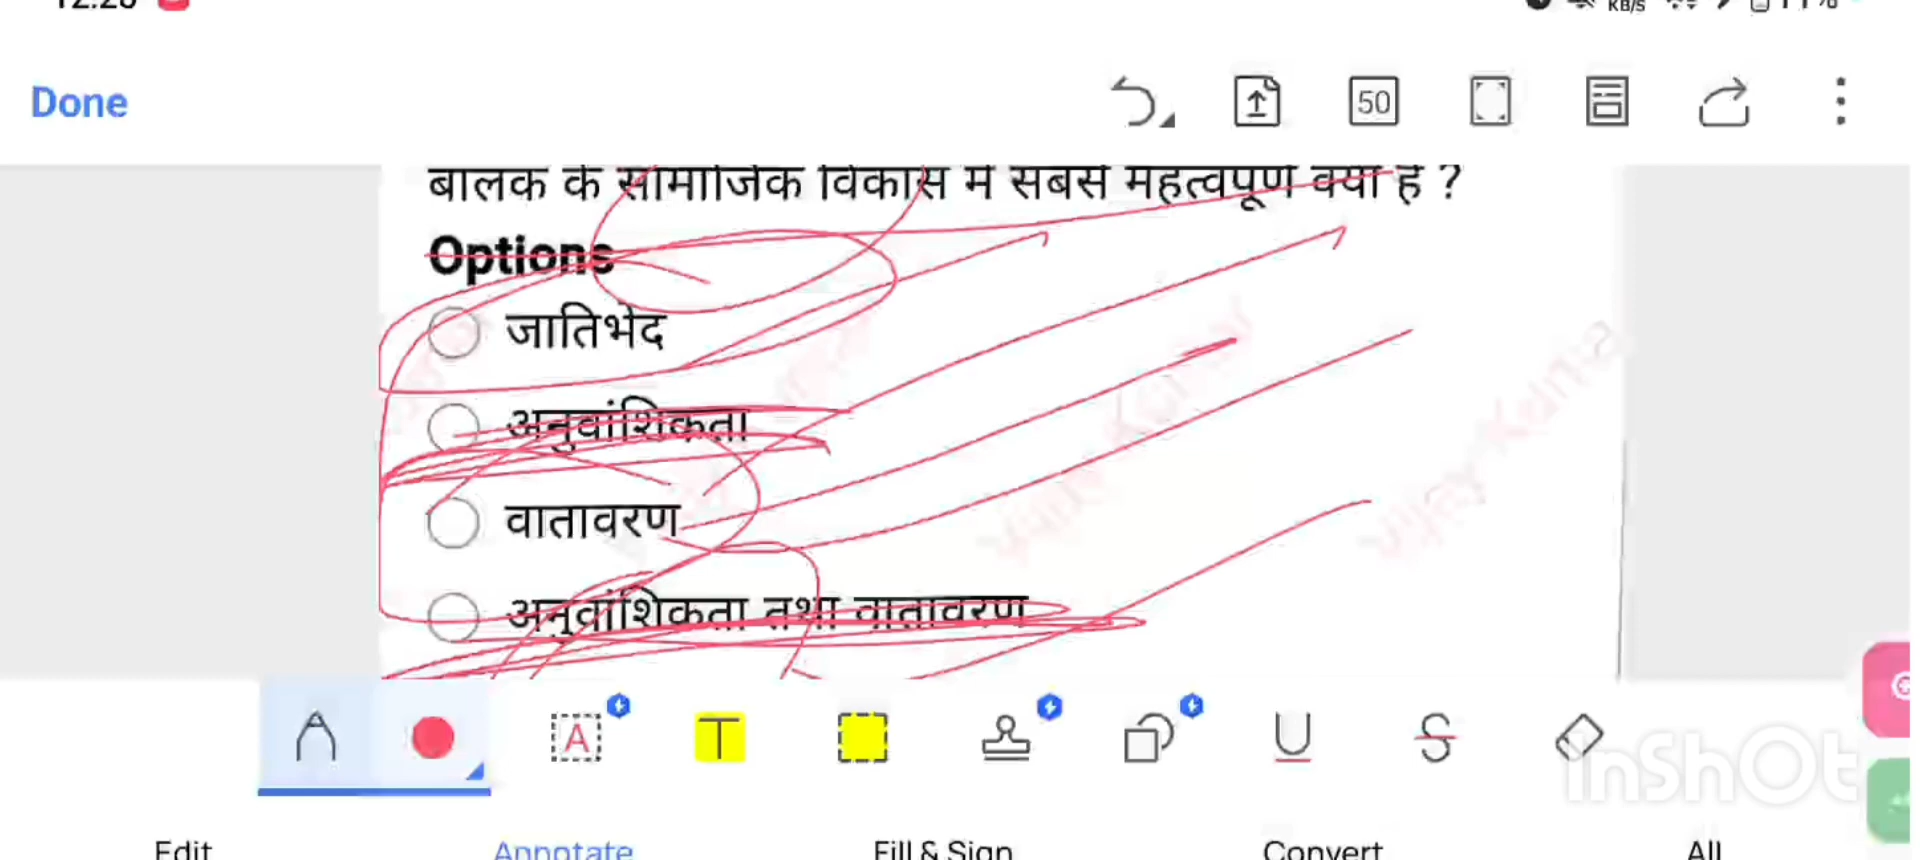 Done
50
बालक के सामाजिक विकास में सबसे महत्वपूर्ण क्या है ?
Options
जातिभेद
अनुवांशिकता
वातावरण
अनुवांशिकता तथा वातावरण
Edit
Annotate
Fill & Sign
Convert
All
InShOt